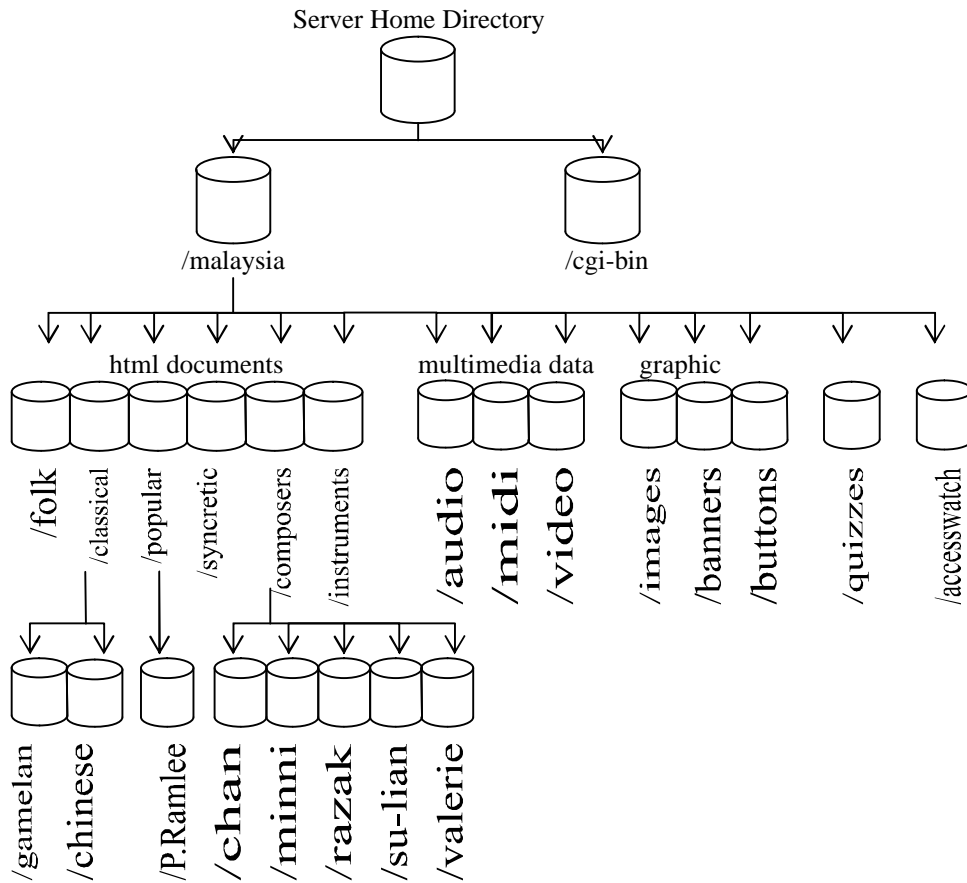 Server Home Directory
/malaysia
/cgi-bin
html documents
multimedia data
graphic
/folk
/classical
/popular
/syncretic
/composers
/instruments
/audio
/midi
/video
/images
/banners
/buttons
/quizzes
/accesswatch
/gamelan
/chinese
/P.Ramlee
/chan
/minni
/razak
/su-lian
/valerie